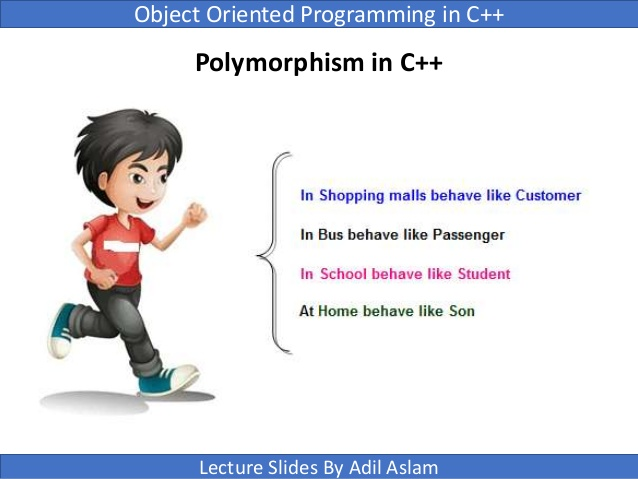 Object Oriented Programming in C++
Polymorphism in C++
In Shopping malls behave like Customer
In Bus behave like Passenger
In School behave like Student
At Home behave like Son
Lecture Slides By Adil Aslam